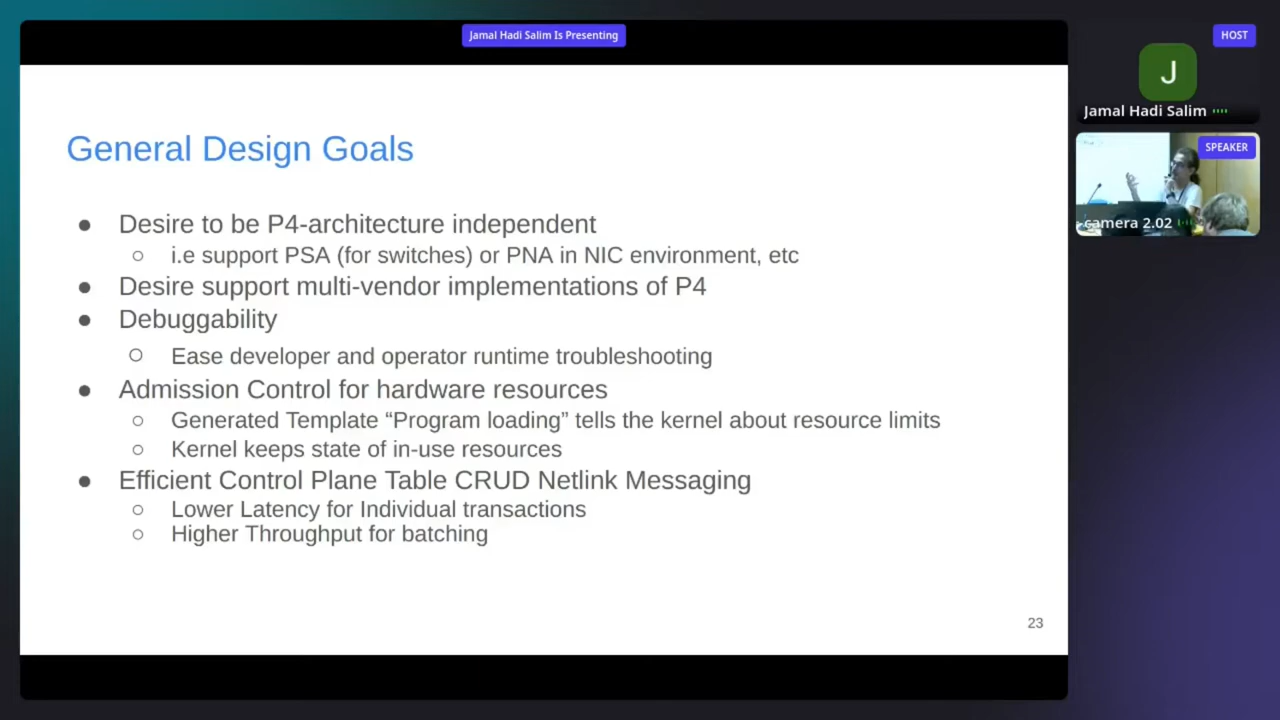 Jamal Hadi Salim Is Presenting
HOST
J
Jamal Hadi Salim
SPEAKER
camera 2.02
General Design Goals
● Desire to be P4-architecture independent
○ i.e support PSA (for switches) or PNA in NIC environment, etc
● Desire support multi-vendor implementations of P4
● Debuggability
○ Ease developer and operator runtime troubleshooting
● Admission Control for hardware resources
○ Generated Template “Program loading” tells the kernel about resource limits
○ Kernel keeps state of in-use resources
● Efficient Control Plane Table CRUD Netlink Messaging
○ Lower Latency for Individual transactions
○ Higher Throughput for batching
23